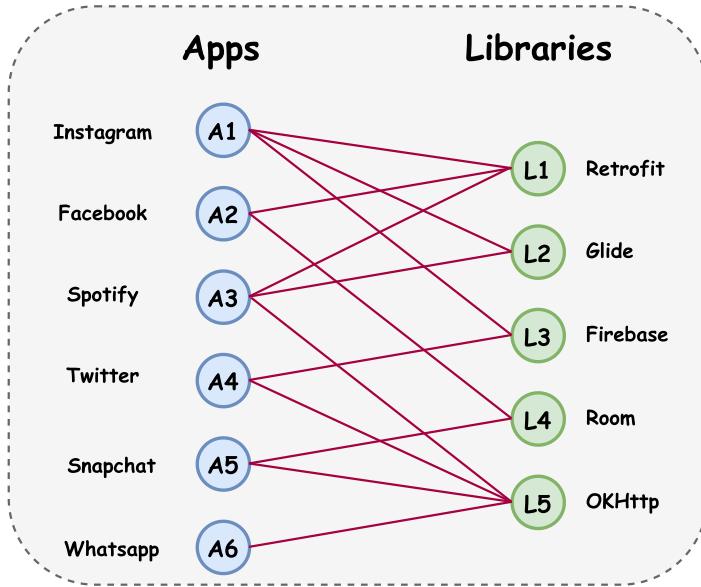 Apps Libraries
Instagram A1
L1 Retrofit
Facebook A2
L2 Glide
Spotify A3
L3 Firebase
Twitter A4
L4 Room
Snapchat A5
L5 OKHttp
Whatsapp A6